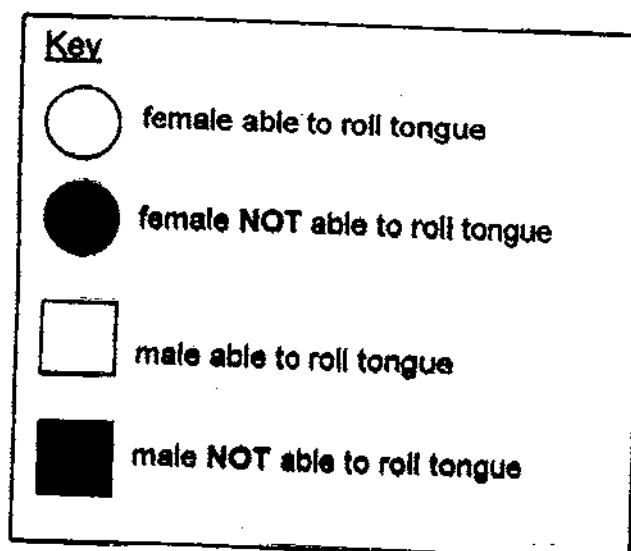 Key
female able to roll tongue
female NOT able to roll tongue
male able to roll tongue
male NOT able to roll tongue